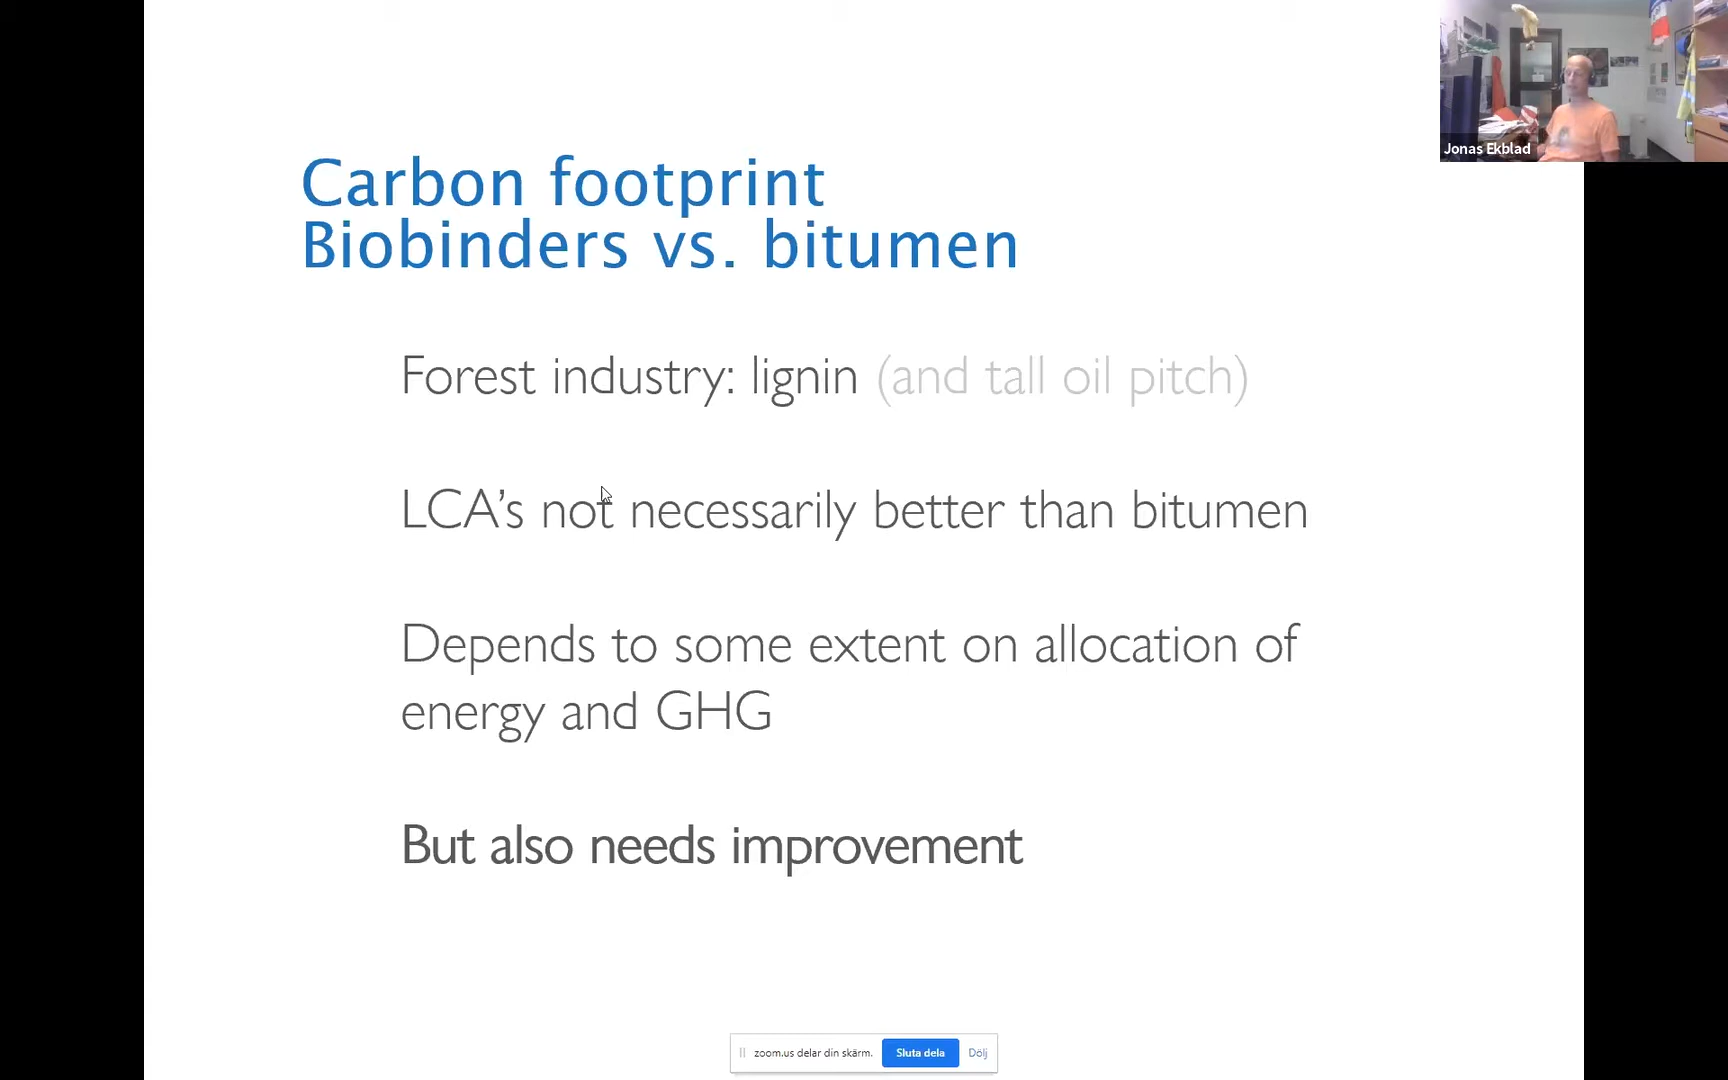 Jonas Ekblad
Carbon footprint
Biobinders vs. bitumen
Forest industry: lignin (and tall oil pitch)
LCA’s not necessarily better than bitumen
Depends to some extent on allocation of
energy and GHG
But also needs improvement
zoom.us delar din skärm. Sluta dela Dölj